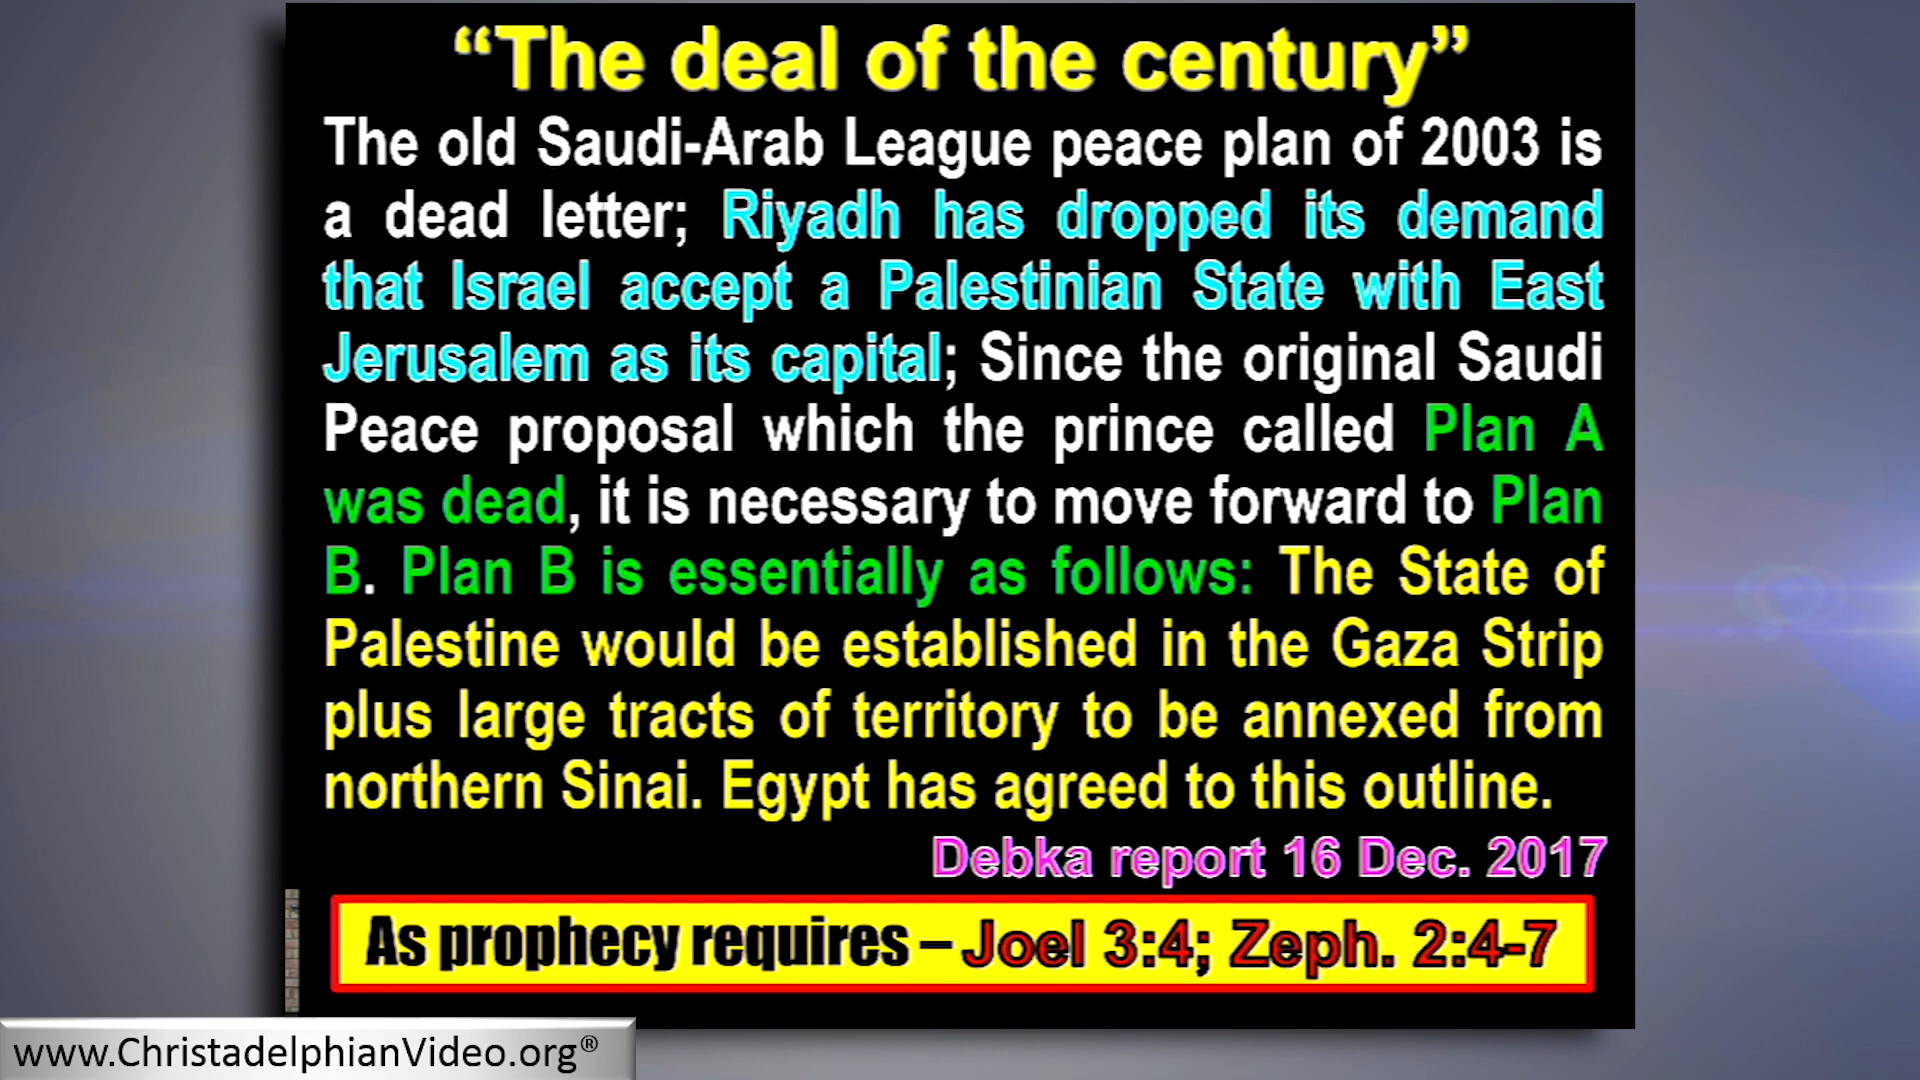 “The deal of the century”
The old Saudi-Arab League peace plan of 2003 is
a dead letter; Riyadh has dropped its demand
that Israel accept a Palestinian State with East
Jerusalem as its capital; Since the original Saudi
Peace proposal which the prince called Plan A
was dead, it is necessary to move forward to Plan
B. Plan B is essentially as follows: The State of
Palestine would be established in the Gaza Strip
plus large tracts of territory to be annexed from
northern Sinai. Egypt has agreed to this outline.
Debka report 16 Dec. 2017
As prophecy requires – Joel 3:4; Zeph. 2:4-7
www.ChristadelphianVideo.org®